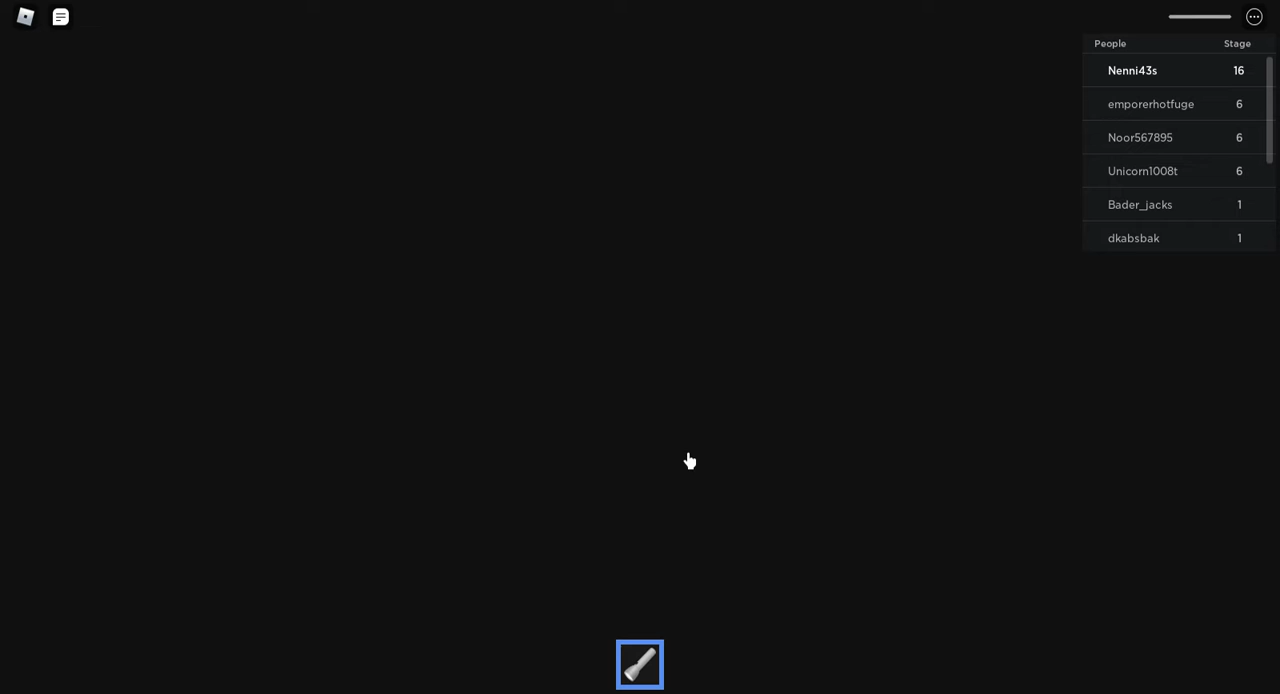 People Stage
Nenni43s 16
emporerhotfuge 6
Noor567895 6
Unicorn1008t 6
Bader_jacks 1
dkabsbak 1